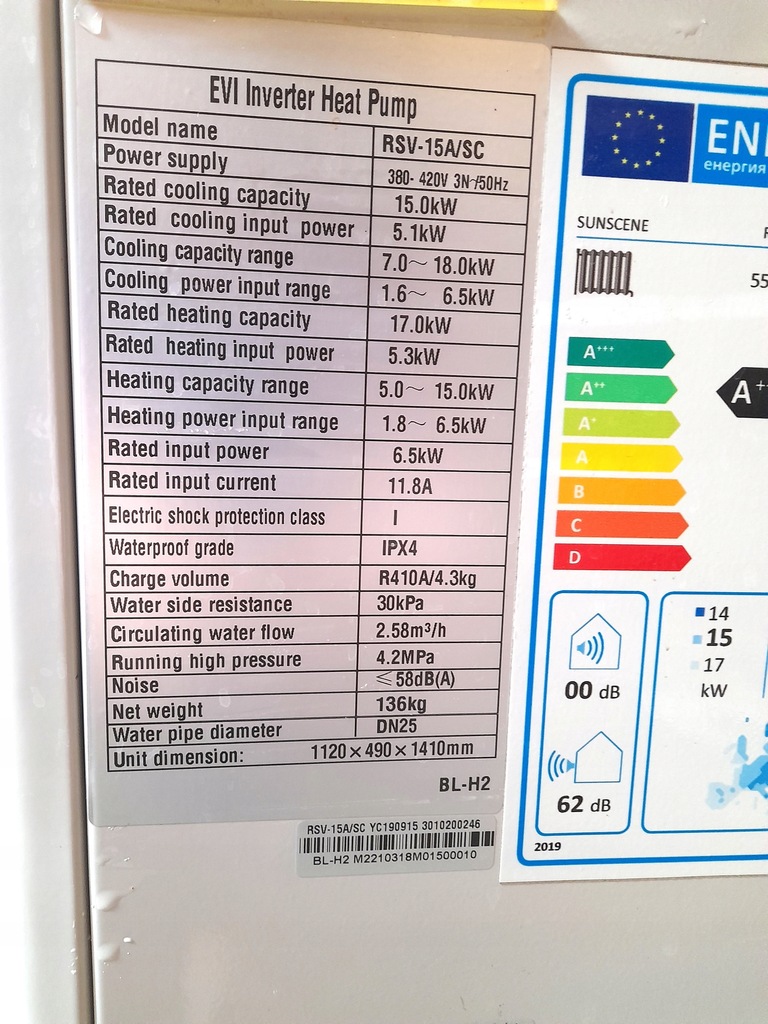 EVI Inverter Heat Pump
Model name RSV-15A/SC
Power supply 380- 420V 3N~/50Hz
Rated cooling capacity 15.0kW
Rated cooling input power 5.1kW
Cooling capacity range 7.0～ 18.0kW
Cooling power input range 1.6～ 6.5kW
Rated heating capacity 17.0kW
Rated heating input power 5.3kW
Heating capacity range 5.0～ 15.0kW
Heating power input range 1.8～ 6.5kW
Rated input power 6.5kW
Rated input current 11.8A
Electric shock protection class I
Waterproof grade IPX4
Charge volume R410A/4.3kg
Water side resistance 30kPa
Circulating water flow 2.58m³/h
Running high pressure 4.2MPa
Noise ≤58dB(A)
Net weight 136kg
Water pipe diameter DN25
Unit dimension: 1120×490×1410mm
BL-H2
RSV-15A/SC YC190915 3010200246
BL-H2 M2210318M01500010
ENE
енергия
SUNSCENE
55
A+++
A++
A+
A
B
C
D
A++
00 dB
62 dB
14
15
17
kW
2019